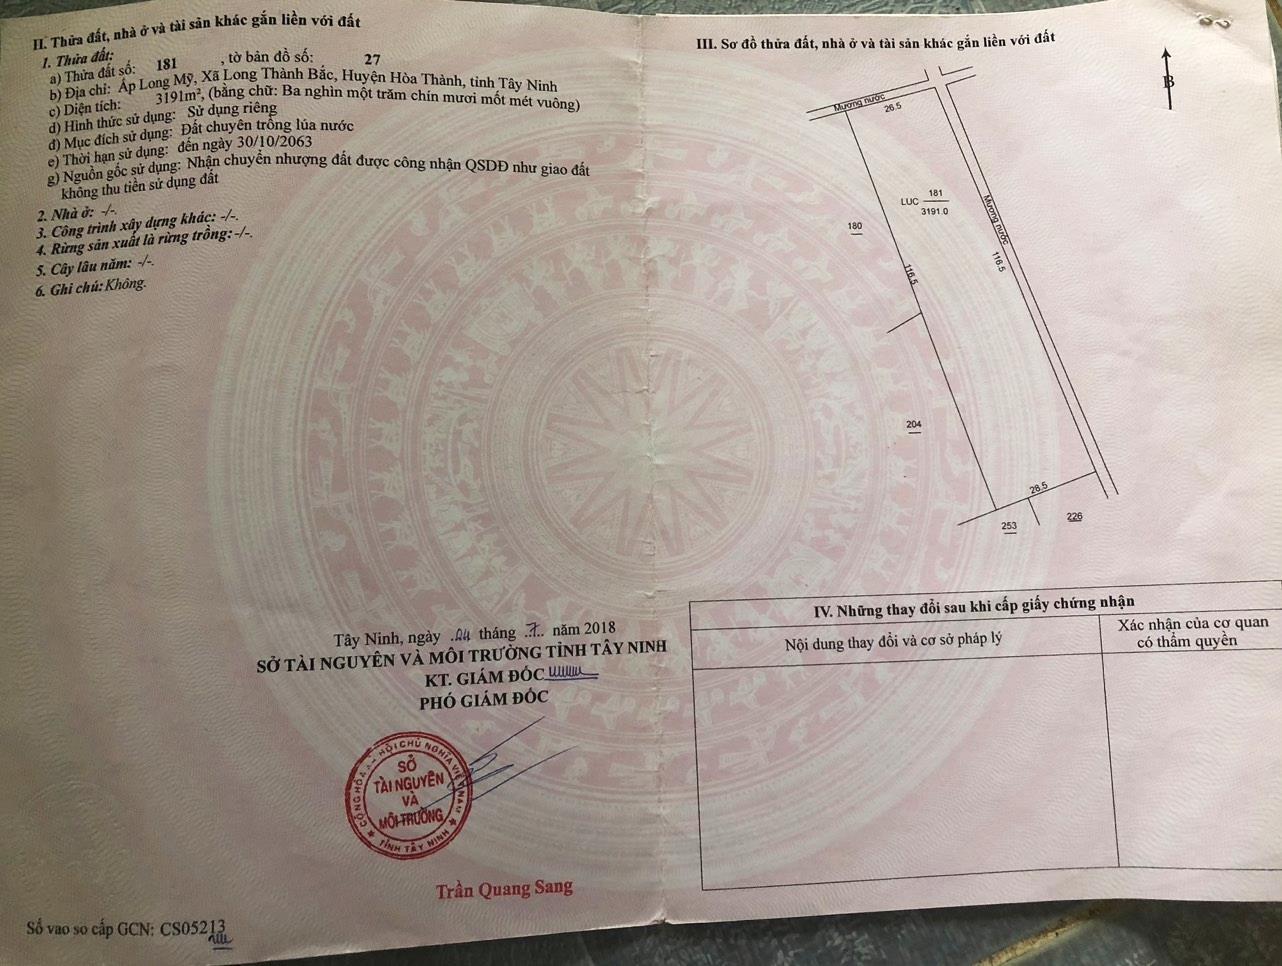 II. Thửa đất, nhà ở và tài sản khác gắn liền với đất
1. Thửa đất:
a) Thửa đất số: 181 , tờ bản đồ số: 27
b) Địa chỉ: Ấp Long Mỹ, Xã Long Thành Bắc, Huyện Hòa Thành, tỉnh Tây Ninh
c) Diện tích: 3191m², (bằng chữ: Ba nghìn một trăm chín mươi mốt mét vuông)
d) Hình thức sử dụng: Sử dụng riêng
đ) Mục đích sử dụng: Đất chuyên trồng lúa nước
e) Thời hạn sử dụng: đến ngày 30/10/2063
g) Nguồn gốc sử dụng: Nhận chuyển nhượng đất được công nhận QSDĐ như giao đất
không thu tiền sử dụng đất
2. Nhà ở: -/-.
3. Công trình xây dựng khác: -/-.
4. Rừng sản xuất là rừng trồng: -/-.
5. Cây lâu năm: -/-.
6. Ghi chú: Không.
Tây Ninh, ngày 04 tháng 7 năm 2018
SỞ TÀI NGUYÊN VÀ MÔI TRƯỜNG TỈNH TÂY NINH
KT. GIÁM ĐỐC
PHÓ GIÁM ĐỐC
CỘNG HÒA XÃ HỘI CHỦ NGHĨA VIỆT NAM
SỞ
TÀI NGUYÊN
VÀ
MÔI TRƯỜNG
TỈNH TÂY NINH
Trần Quang Sang
Số vào sổ cấp GCN: CS05213
III. Sơ đồ thửa đất, nhà ở và tài sản khác gắn liền với đất
B
Mương nước
26.5
LUC 181
3191.0
Mương nước
180
116.5
116.5
204
28.5
253
226
IV. Những thay đổi sau khi cấp giấy chứng nhận
Nội dung thay đổi và cơ sở pháp lý
Xác nhận của cơ quan
có thẩm quyền